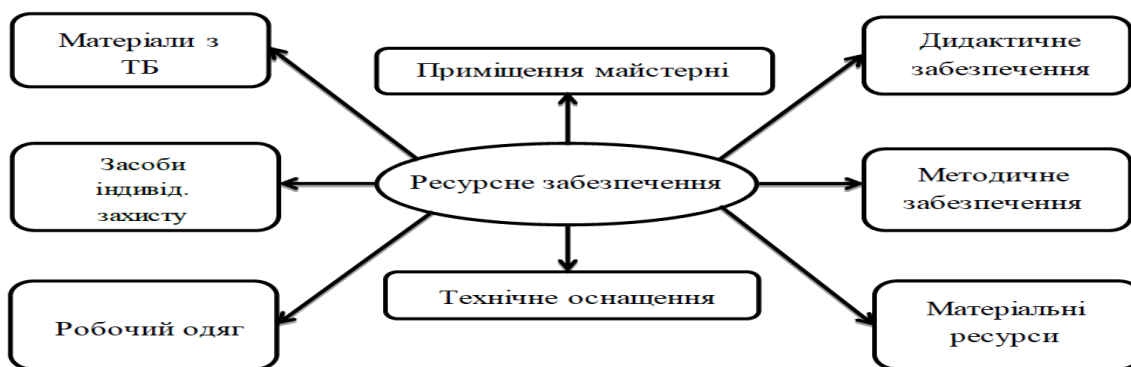 Матеріали з
ТБ
Приміщення майстерні
Дидактичне
забезпечення
Засоби
індивід.
захисту
Ресурсне забезпечення
Методичне
забезпечення
Робочий одяг
Технічне оснащення
Матеріальні
ресурси